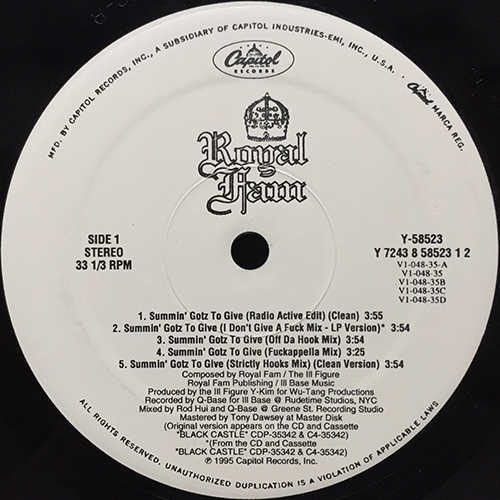 MFD. BY CAPITOL RECORDS, INC., A SUBSIDIARY OF CAPITOL INDUSTRIES-EMI, INC., U.S.A.
Capitol
RECORDS
Capitol MARCA REG.
Royal
Fam
SIDE 1
STEREO
33 1/3 RPM
Y-58523
Y 7243 8 58523 1 2
V1-048-35-A
V1-048-35
V1-048-35B
V1-048-35C
V1-048-35D
1. Summin' Gotz To Give (Radio Active Edit) (Clean) 3:55
2. Summin' Gotz To Give (I Don't Give A Fuck Mix - LP Version)* 3:54
3. Summin' Gotz To Give (Off Da Hook Mix) 3:54
4. Summin' Gotz To Give (Fuckappella Mix) 3:25
5. Summin' Gotz To Give (Strictly Hooks Mix) (Clean Version) 3:54
Composed by Royal Fam / The Ill Figure
Royal Fam Publishing / Ill Base Music
Produced by the Ill Figure Y-Kim for Wu-Tang Productions
Recorded by Q-Base for Ill Base @ Rudetime Studios, NYC
Mixed by Rod Hui and Q-Base @ Greene St. Recording Studio
Mastered by Tony Dawsey at Master Disk
(Original version appears on the CD and Cassette
"BLACK CASTLE" CDP-35342 & C4-35342)
*(From the CD and Cassette
"BLACK CASTLE" CDP-35342 & C4-35342)
℗ 1995 Capitol Records, Inc.
ALL RIGHTS RESERVED. UNAUTHORIZED DUPLICATION IS A VIOLATION OF APPLICABLE LAWS